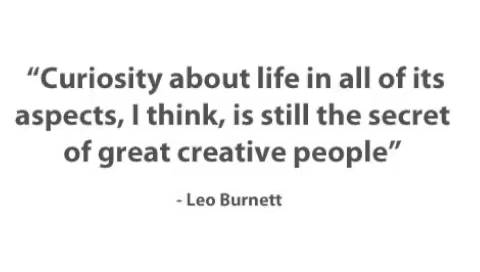 “Curiosity about life in all of its
aspects, I think, is still the secret
of great creative people”
- Leo Burnett